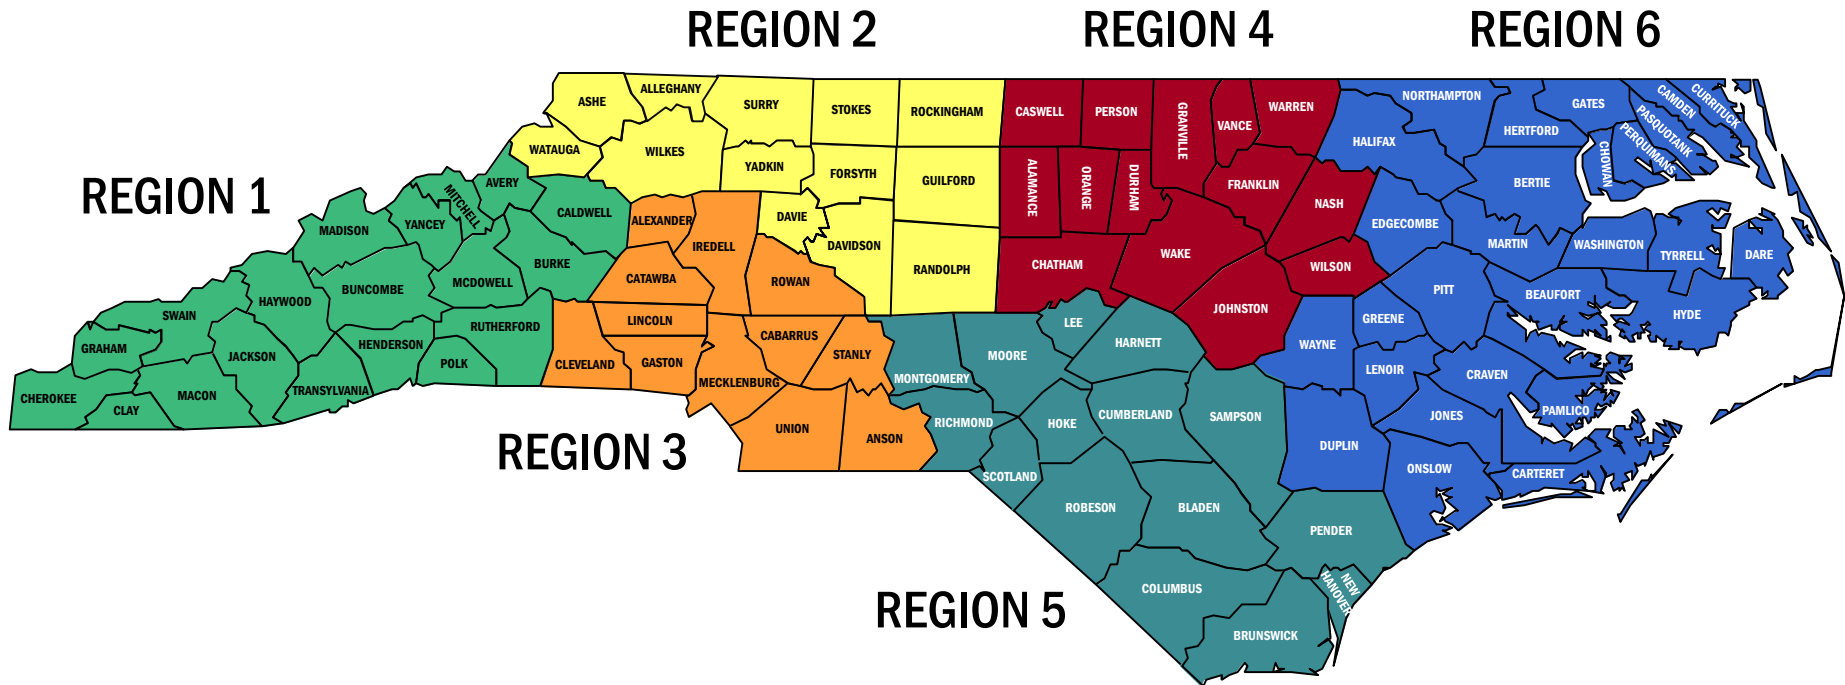 REGION 2
REGION 4
REGION 6
ALLEGHANY
ASHE
SURRY
STOKES
ROCKINGHAM
CASWELL
PERSON
GRANVILLE
VANCE
WARREN
NORTHAMPTON
GATES
CAMDEN
CURRITUCK
PASQUOTANK
PERQUIMANS
HERTFORD
HALIFAX
CHOWAN
WATAUGA
WILKES
YADKIN
FORSYTH
GUILFORD
ALAMANCE
ORANGE
DURHAM
FRANKLIN
NASH
BERTIE
REGION 1
MITCHELL
AVERY
CALDWELL
ALEXANDER
DAVIE
MADISON
YANCEY
IREDELL
DAVIDSON
EDGECOMBE
MARTIN
WASHINGTON
TYRRELL
DARE
RANDOLPH
CHATHAM
WAKE
WILSON
BURKE
CATAWBA
ROWAN
HAYWOOD
BUNCOMBE
MCDOWELL
PITT
BEAUFORT
HYDE
SWAIN
LINCOLN
RUTHERFORD
CABARRUS
JOHNSTON
GREENE
LEE
GRAHAM
JACKSON
HENDERSON
POLK
CLEVELAND
GASTON
STANLY
MOORE
HARNETT
WAYNE
LENOIR
CRAVEN
CHEROKEE
CLAY
MACON
TRANSYLVANIA
MECKLENBURG
MONTGOMERY
CUMBERLAND
SAMPSON
JONES
PAMLICO
UNION
ANSON
RICHMOND
HOKE
DUPLIN
REGION 3
SCOTLAND
ONSLOW
CARTERET
ROBESON
BLADEN
PENDER
COLUMBUS
NEW
HANOVER
REGION 5
BRUNSWICK